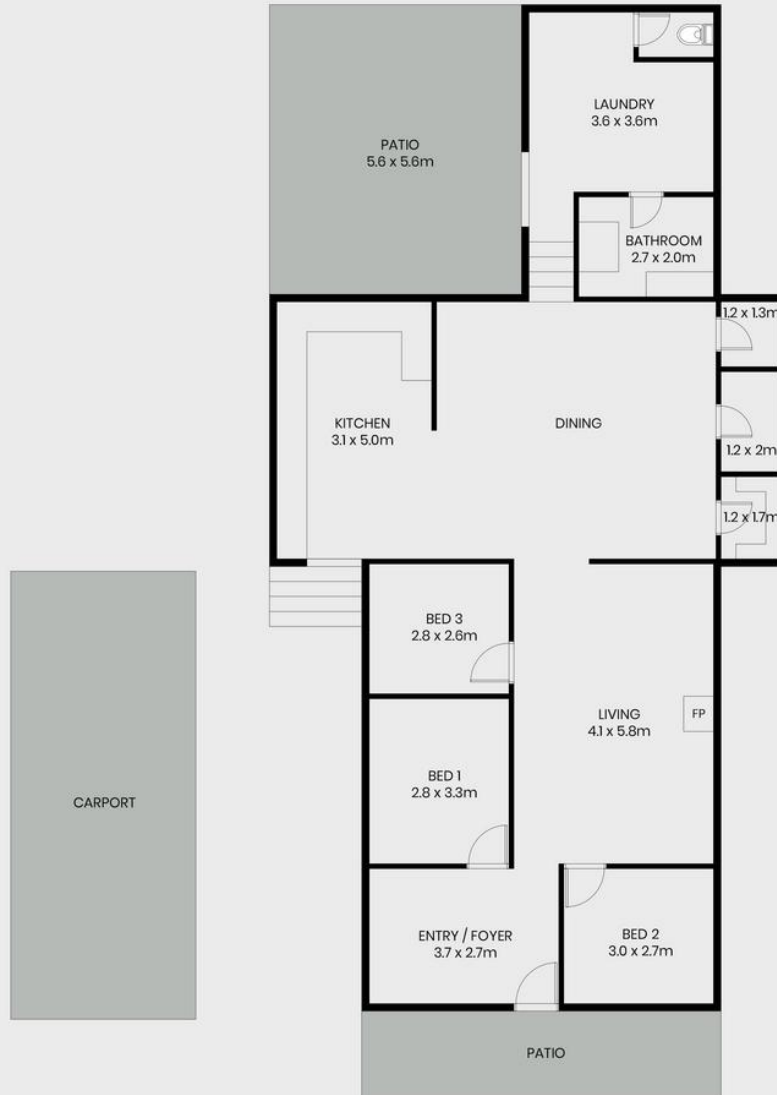 LAUNDRY
3.6 x 3.6m
PATIO
5.6 x 5.6m
BATHROOM
2.7 x 2.0m
1.2 x 1.3m
KITCHEN
3.1 x 5.0m
DINING
1.2 x 2m
1.2 x 1.7m
BED 3
2.8 x 2.6m
LIVING
4.1 x 5.8m
FP
BED 1
2.8 x 3.3m
CARPORT
ENTRY / FOYER
3.7 x 2.7m
BED 2
3.0 x 2.7m
PATIO